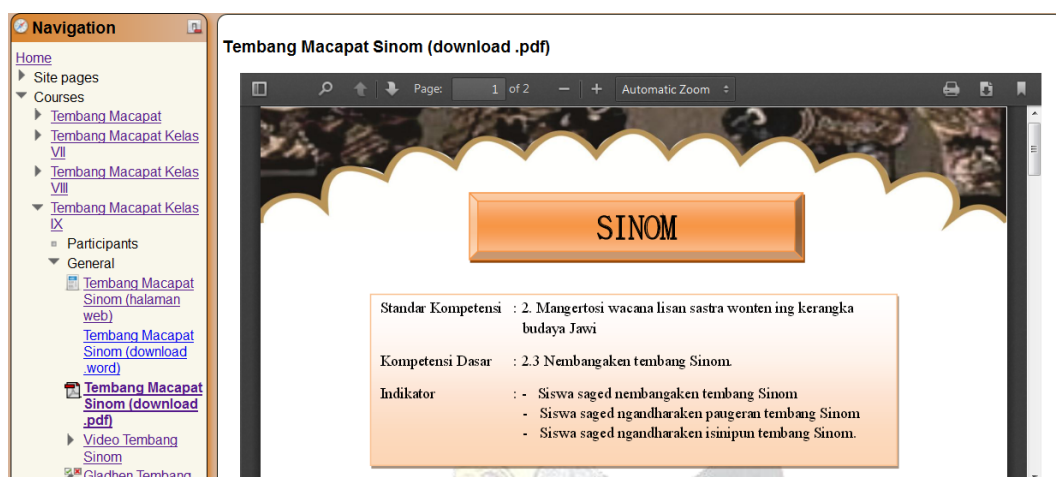 Navigation
Home
Site pages
Courses
Tembang Macapat
Tembang Macapat Kelas
VII
Tembang Macapat Kelas
VIII
Tembang Macapat Kelas
IX
Participants
General
Tembang Macapat
Sinom (halaman
web)
Tembang Macapat
Sinom (download
.word)
Tembang Macapat
Sinom (download
.pdf)
Video Tembang
Sinom
Gladhen Tembang
Tembang Macapat Sinom (download .pdf)
Page: 1 of 2 Automatic Zoom
SINOM
Standar Kompetensi : 2. Mangertosi wacana lisan sastra wonten ing kerangka
budaya Jawi
Kompetensi Dasar : 2.3 Nembangaken tembang Sinom.
Indikator : - Siswa saged nembangaken tembang Sinom
- Siswa saged ngandharaken paugeran tembang Sinom
- Siswa saged ngandharaken isinipun tembang Sinom.